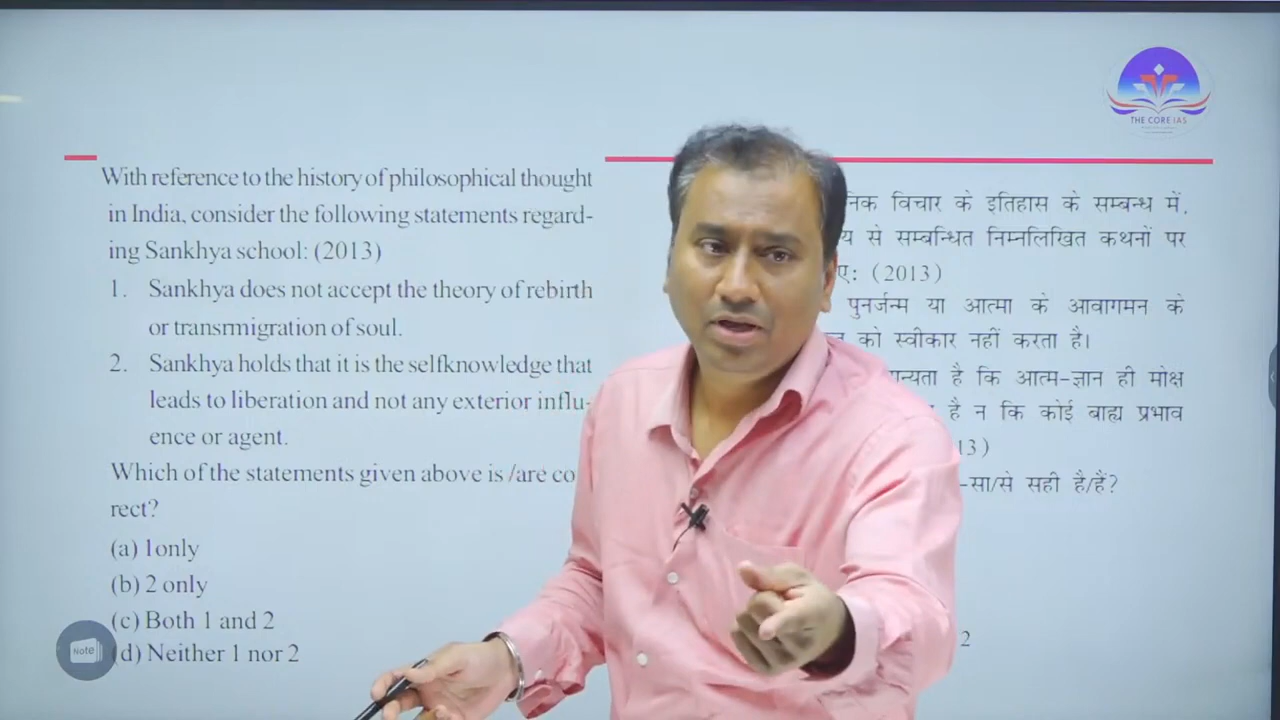 THE CORE IAS
With reference to the history of philosophical thought
in India, consider the following statements regard-
ing Sankhya school: (2013)
1. Sankhya does not accept the theory of rebirth
or transrmigration of soul.
2. Sankhya holds that it is the selfknowledge that
leads to liberation and not any exterior influ-
ence or agent.
Which of the statements given above is /are co
rect?
(a) 1only
(b) 2 only
(c) Both 1 and 2
(d) Neither 1 nor 2
Note
विचार के इतिहास के सम्बन्ध में,
से सम्बन्धित निम्नलिखित कथनों पर
(2013)
पुनर्जन्म या आत्मा के आवागमन के
को स्वीकार नहीं करता है।
है कि आत्म-ज्ञान ही मोक्ष
है न कि कोई बाह्य प्रभाव
13)
-सा/से सही है/हैं?
2